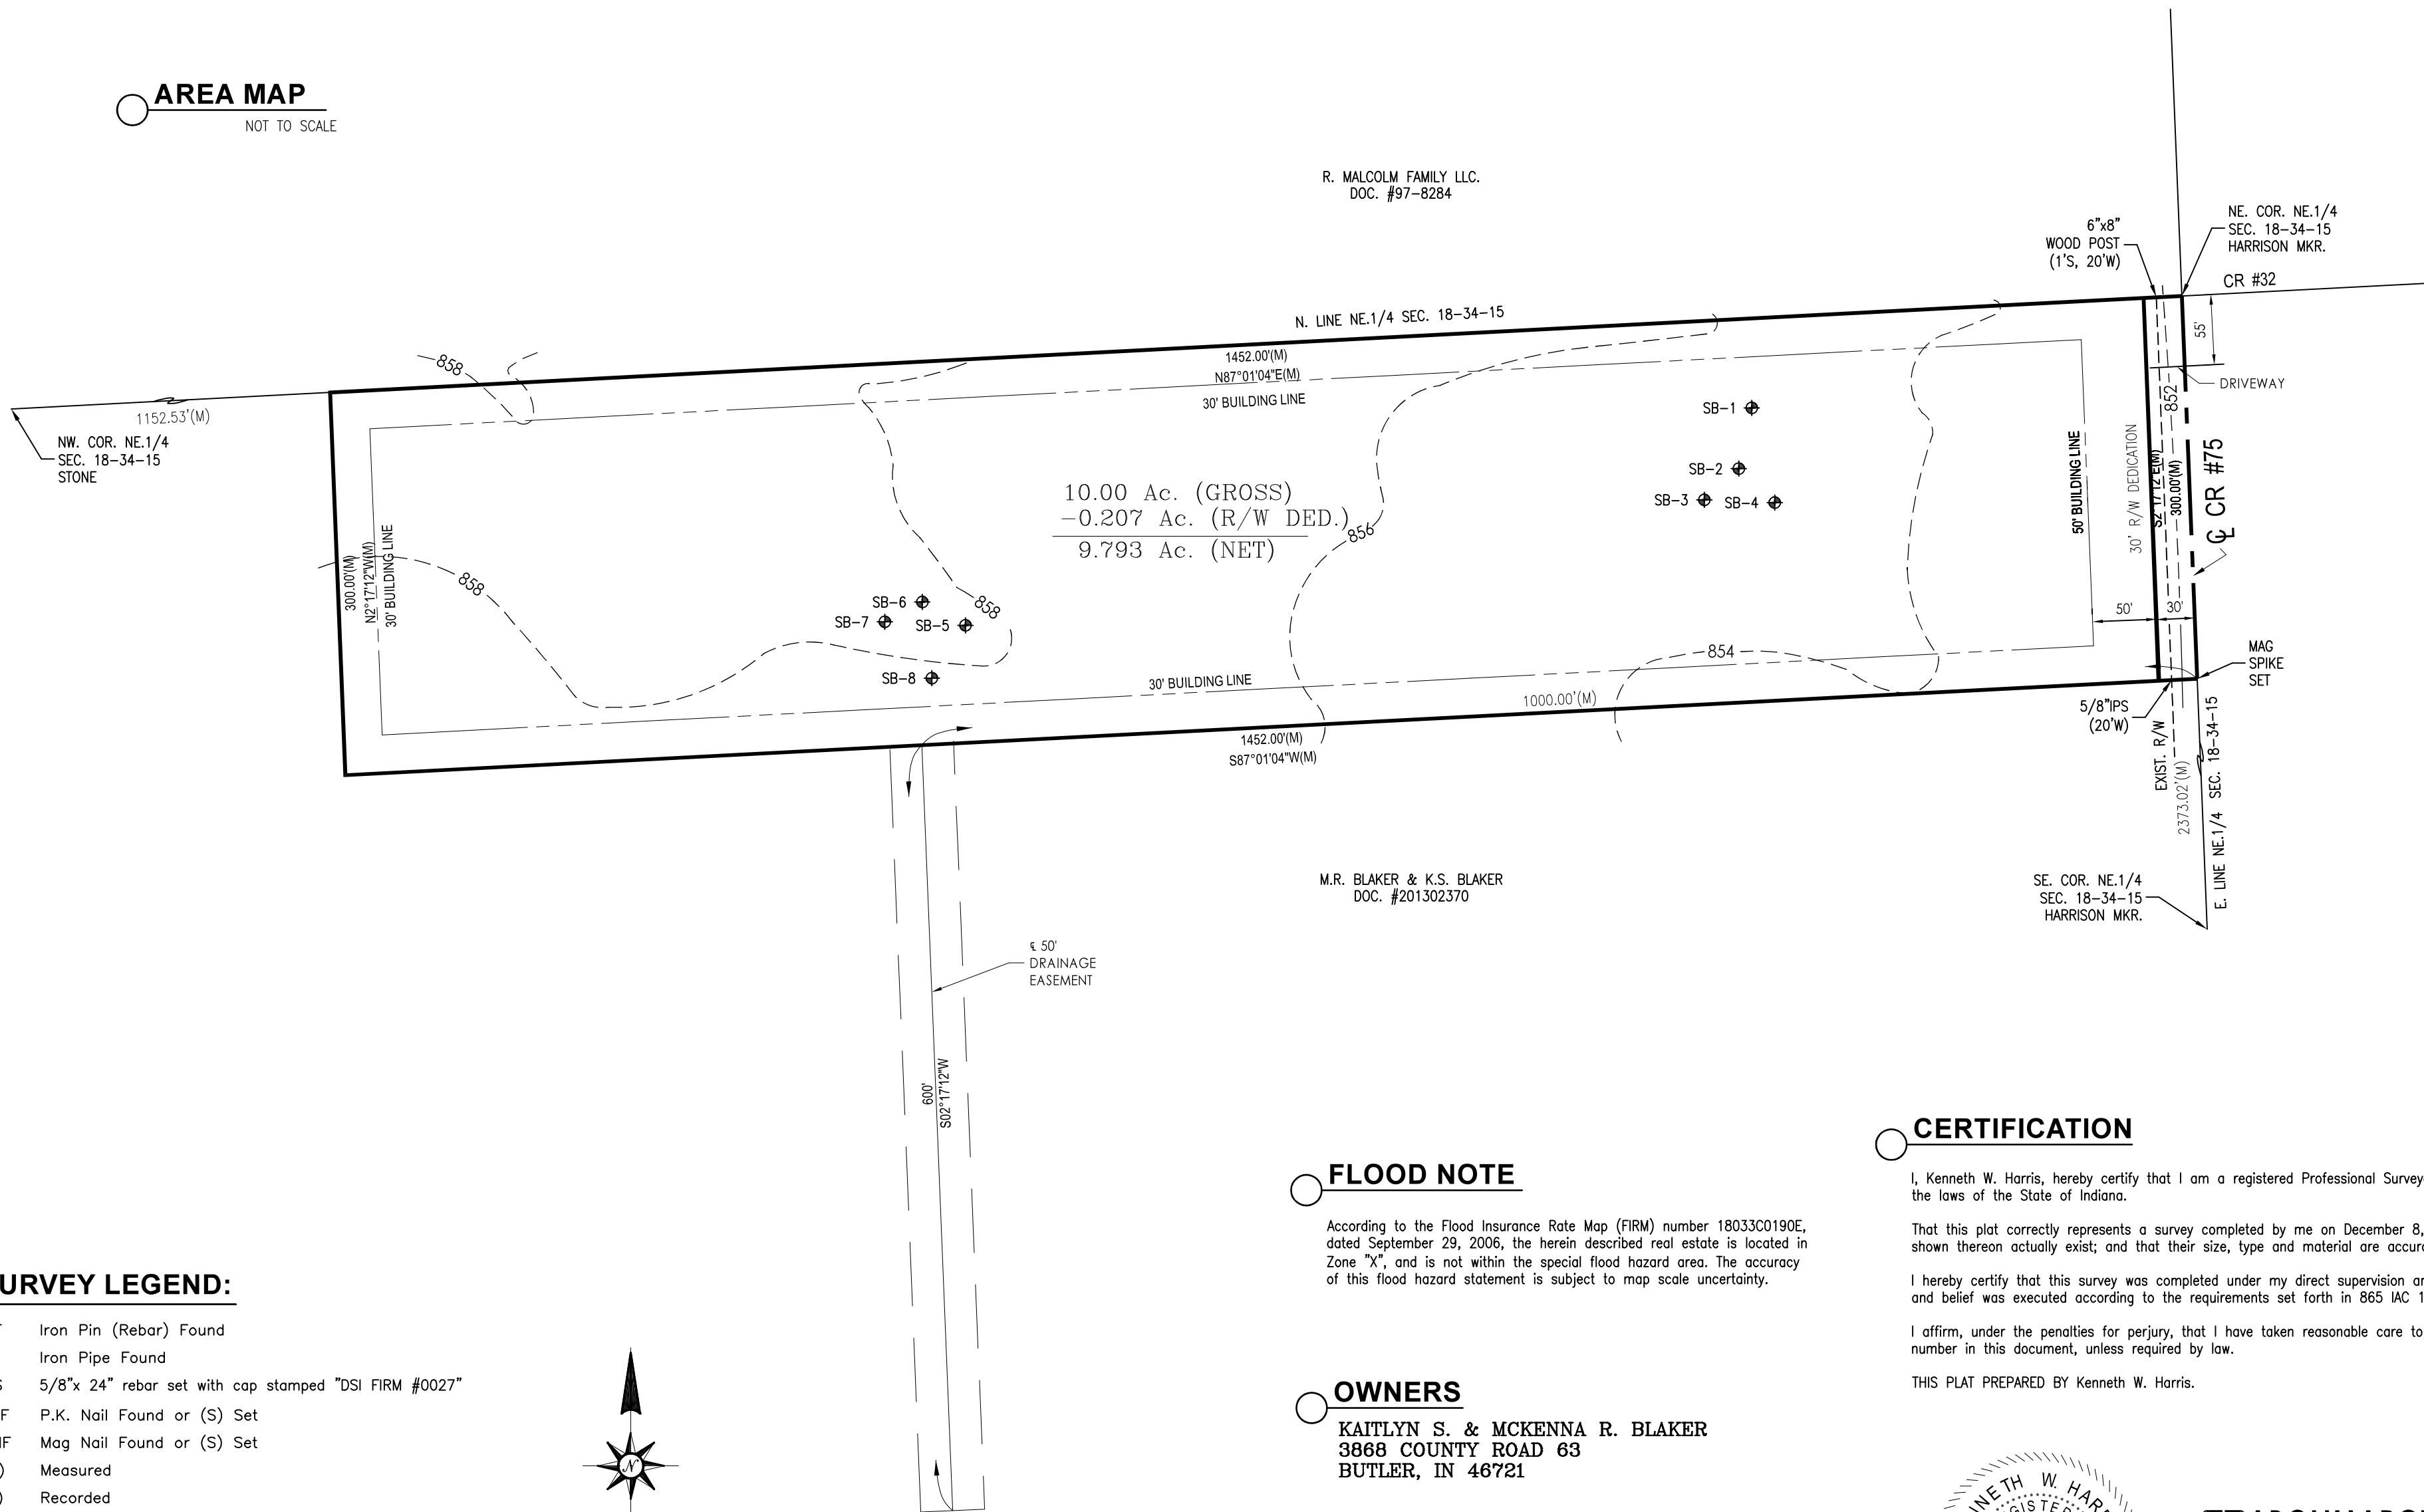 AREA MAP
NOT TO SCALE
R. MALCOLM FAMILY LLC.
DOC. #97-8284
6"x8"
WOOD POST
(1'S, 20'W)
NE. COR. NE.1/4
SEC. 18-34-15
HARRISON MKR.
CR #32
N. LINE NE.1/4 SEC. 18-34-15
1452.00'(M)
N87°01'04"E(M)
30' BUILDING LINE
858
1152.53'(M)
NW. COR. NE.1/4
SEC. 18-34-15
STONE
55'
DRIVEWAY
852
SB-1
SB-2
SB-3
SB-4
10.00 Ac. (GROSS)
-0.207 Ac. (R/W DED.)
9.793 Ac. (NET)
856
50' BUILDING LINE
30' R/W DEDICATION
S2°17'12"E(M)
300.00'(M)
℄ CR #75
300.00'(M)
N2°17'12"W(M)
30' BUILDING LINE
858
858
SB-6
SB-7
SB-5
SB-8
50'
30'
854
30' BUILDING LINE
1000.00'(M)
1452.00'(M)
S87°01'04"W(M)
MAG
SPIKE
SET
5/8"IPS
(20'W)
EXIST. R/W
2373.02'(M)
E. LINE NE.1/4 SEC. 18-34-15
SE. COR. NE.1/4
SEC. 18-34-15
HARRISON MKR.
M.R. BLAKER & K.S. BLAKER
DOC. #201302370
℄ 50'
DRAINAGE
EASEMENT
600'
S02°17'12"W
CERTIFICATION
I, Kenneth W. Harris, hereby certify that I am a registered Professional
the laws of the State of Indiana.
That this plat correctly represents a survey completed by me on December 8,
shown thereon actually exist; and that their size, type and material are
I hereby certify that this survey was completed under my direct supervision
and belief was executed according to the requirements set forth in 865 IAC
I affirm, under the penalties for perjury, that I have taken reasonable care to
number in this document, unless required by law.
THIS PLAT PREPARED BY Kenneth W. Harris.
FLOOD NOTE
According to the Flood Insurance Rate Map (FIRM) number 18033C0190E,
dated September 29, 2006, the herein described real estate is located in
Zone "X", and is not within the special flood hazard area. The accuracy
of this flood hazard statement is subject to map scale uncertainty.
OWNERS
KAITLYN S. & MCKENNA R. BLAKER
3868 COUNTY ROAD 63
BUTLER, IN 46721
URVEY LEGEND:
Iron Pin (Rebar) Found
Iron Pipe Found
S 5/8"x 24" rebar set with cap stamped "DSI FIRM #0027"
F P.K. Nail Found or (S) Set
F Mag Nail Found or (S) Set
) Measured
) Recorded
N
NETH W. HAR
GISTE